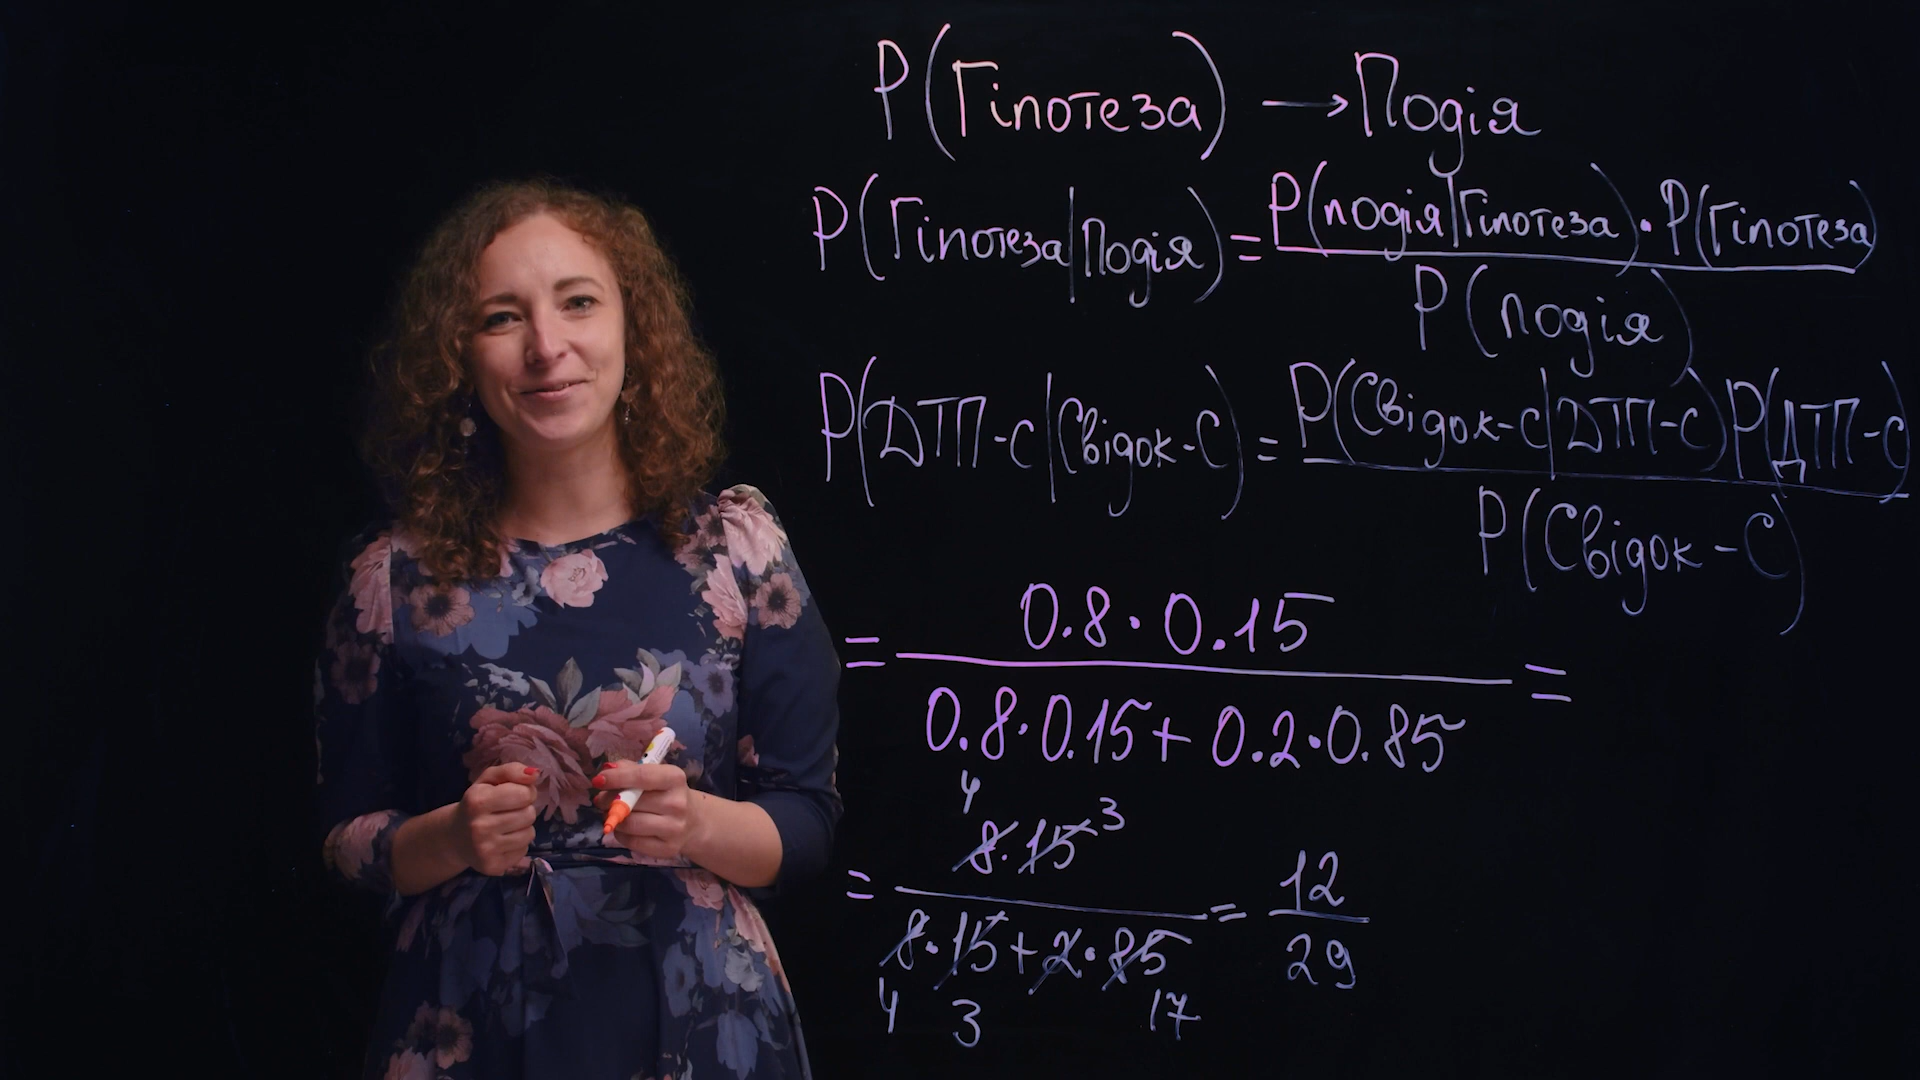 P(Гіпотеза) → Подія
P(Гіпотеза|Подія) = P(подія|Гіпотеза) · P(Гіпотеза)
P(подія)
P(ДТП-С|Свідок-С) = P(Свідок-С|ДТП-С) P(ДТП-С)
P(Свідок-С)
= 0.8 · 0.15 =
0.8 · 0.15 + 0.2 · 0.85
4 3
= 8 · 15 = 12
8 · 15 + 2 · 85 29
4 3 17